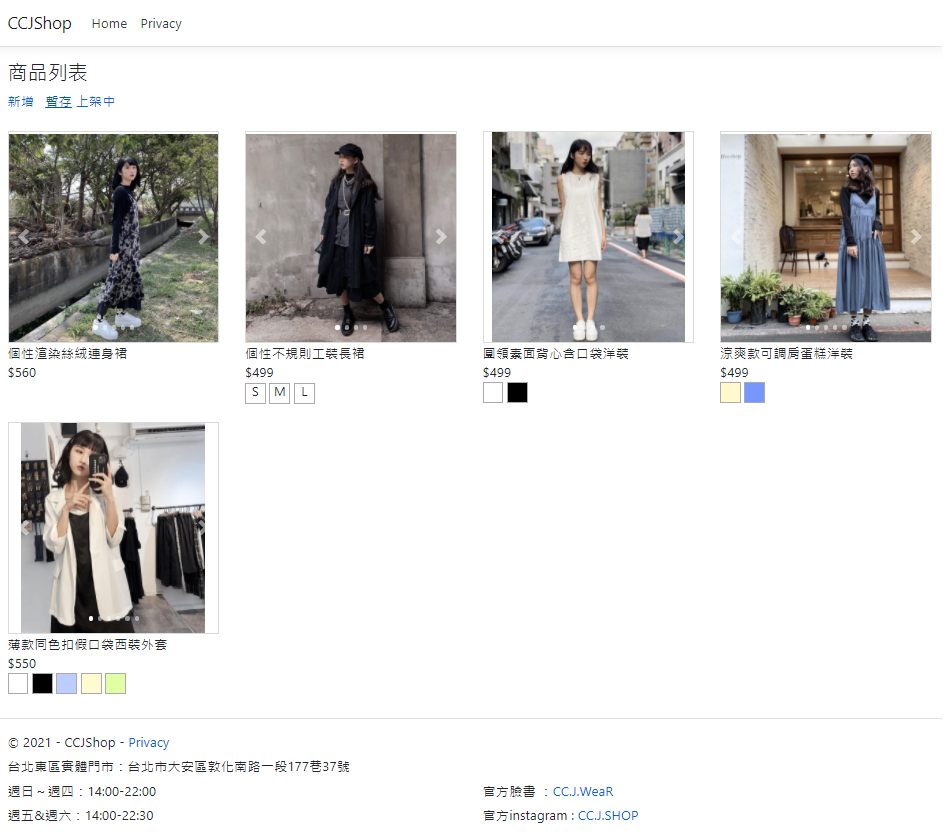 CCJShop Home Privacy
商品列表
新增 暫存 上架中
個性渲染絲絨連身裙
$560
個性不規則工裝長裙
$499
S M L
圓領素面背心含口袋洋裝
$499
涼爽款可調肩蛋糕洋裝
$499
薄款同色扣假口袋西裝外套
$550
© 2021 - CCJShop - Privacy
台北東區實體門市：台北市大安區敦化南路一段177巷37號
週日～週四：14:00-22:00
週五&週六：14:00-22:30
官方臉書 ：CC.J.WeaR
官方instagram : CC.J.SHOP